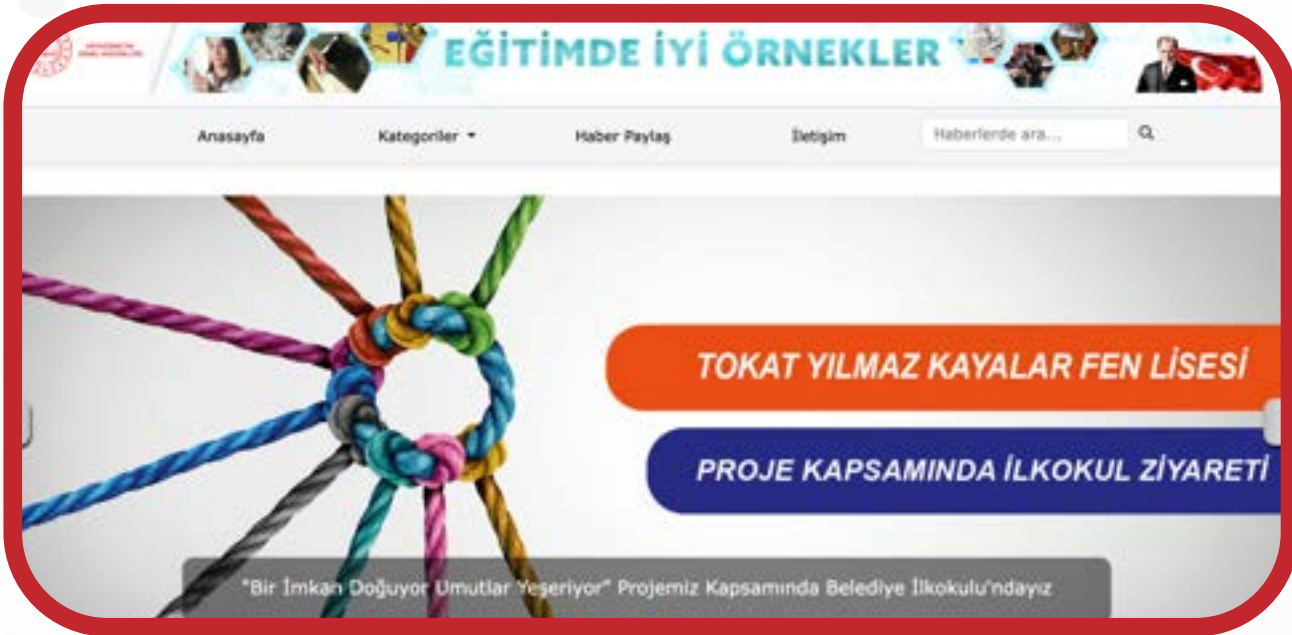 EĞİTİMDE İYİ ÖRNEKLER
Anasayfa Kategoriler Haber Paylaş İletişim Haberlerde ara...
TOKAT YILMAZ KAYALAR FEN LİSESİ
PROJE KAPSAMINDA İLKOKUL ZİYARETİ
"Bir İmkan Doğuyor Umutlar Yeşeriyor" Projemiz Kapsamında Belediye İlkokulu'ndayız